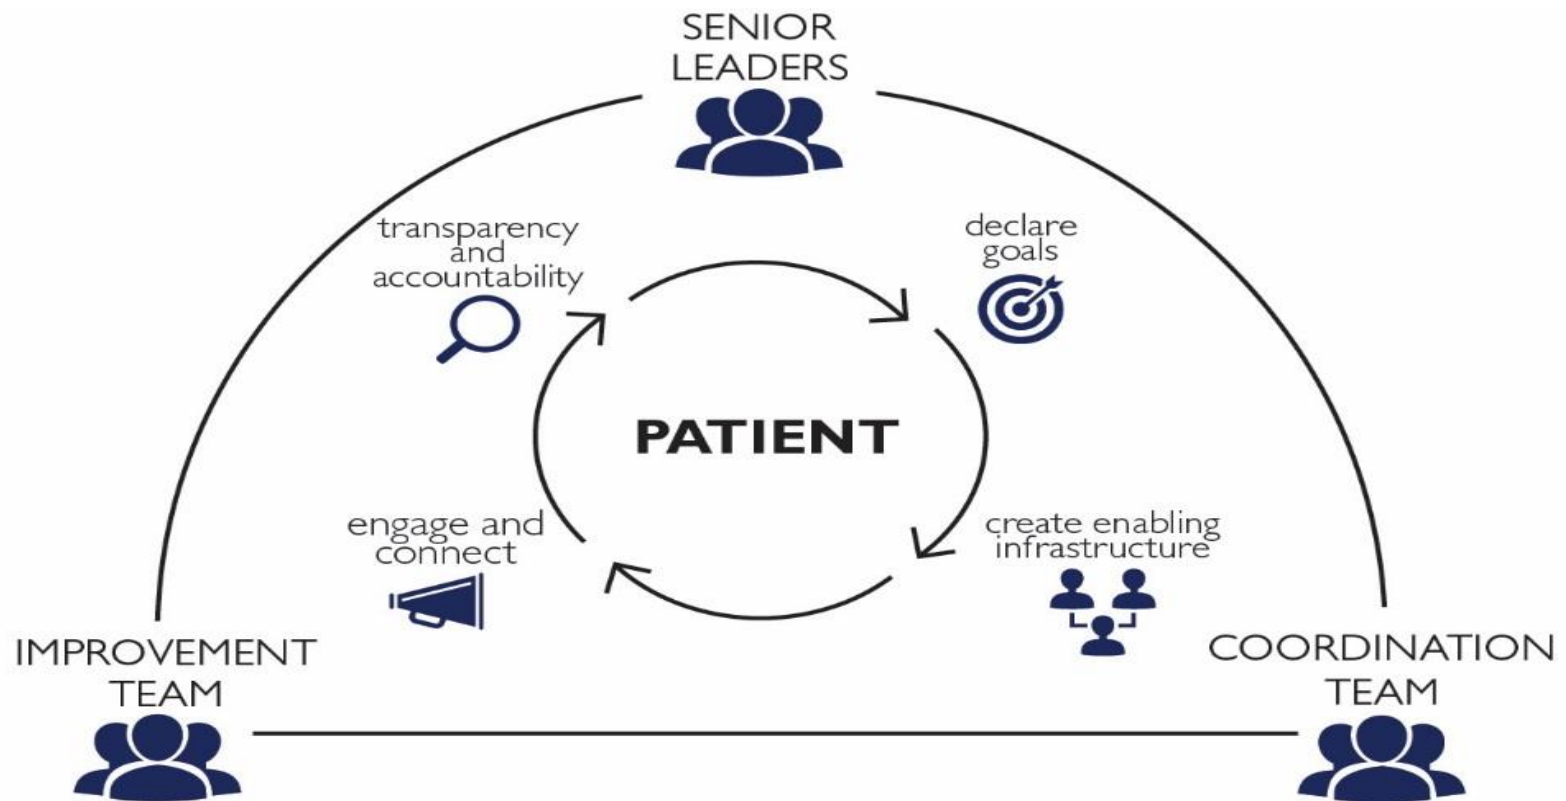 SENIOR
LEADERS
transparency
and
accountability
declare
goals
PATIENT
engage and
connect
create enabling
infrastructure
IMPROVEMENT
TEAM
COORDINATION
TEAM